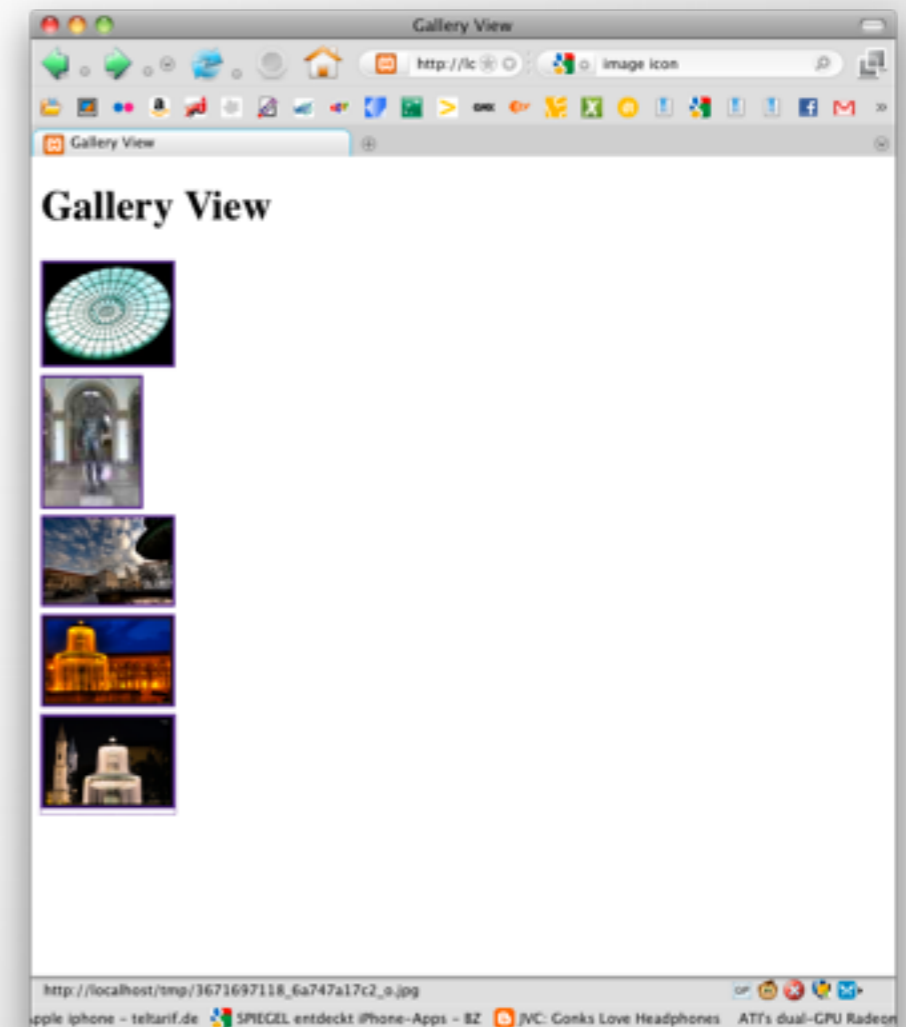 Gallery View
http://lc
image icon
Gallery View
Gallery View
http://localhost/tmp/3671697118_6a747a17c2_o.jpg
pple iphone – teltarif.de SPIEGEL entdeckt iPhone-Apps – BZ JVC: Gonks Love Headphones ATI's dual-GPU Radeon